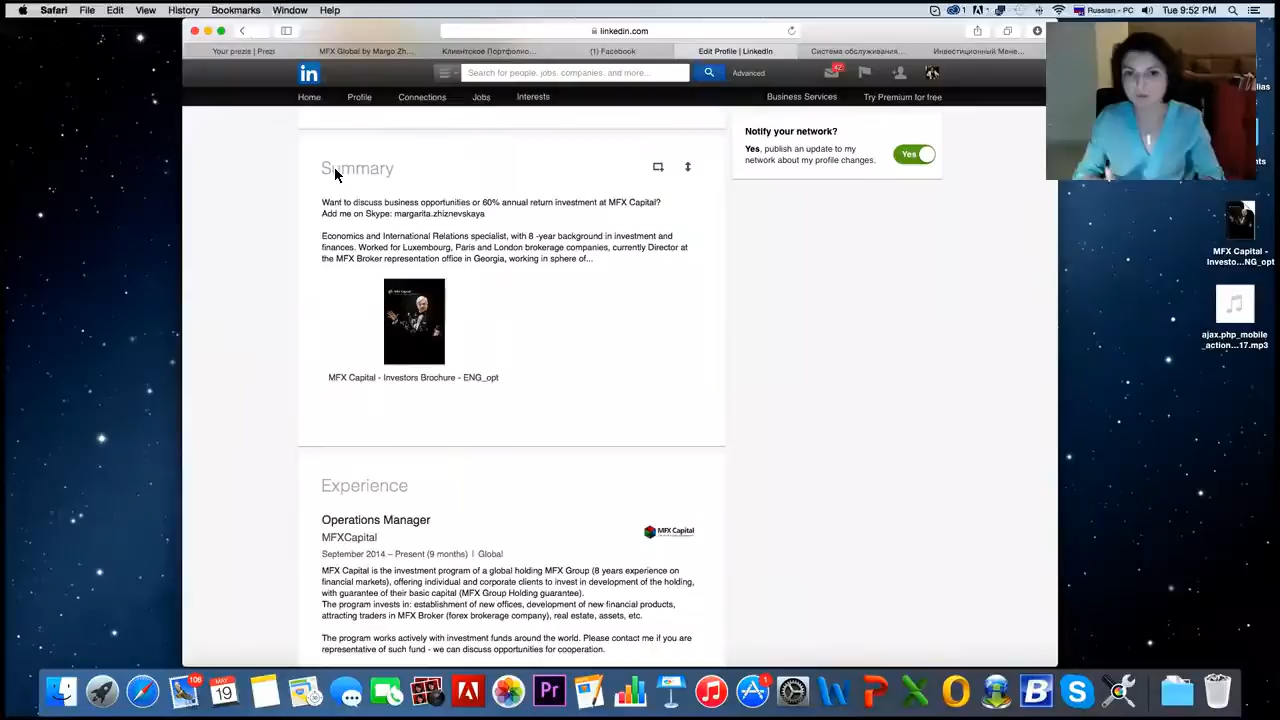 Safari File Edit View History Bookmarks Window Help
1 Russian - PC Tue 9:52 PM
linkedin.com
Your prezis | Prezi MFX Global by Margo Zh... Клиентское Портфолио... (1) Facebook Edit Profile | LinkedIn Система обслуживания... Инвестиционный Мене...
in Search for people, jobs, companies, and more... Advanced 42
Home Profile Connections Jobs Interests Business Services Try Premium for free
Notify your network?
Yes, publish an update to my
network about my profile changes.
Yes
Summary
Want to discuss business opportunities or 60% annual return investment at MFX Capital?
Add me on Skype: margarita.zhiznevskaya
Economics and International Relations specialist, with 8 -year background in investment and
finances. Worked for Luxembourg, Paris and London brokerage companies, currently Director at
the MFX Broker representation office in Georgia, working in sphere of...
MFX Capital
MFX Capital - Investors Brochure - ENG_opt
Experience
Operations Manager
MFXCapital
MFX Capital
September 2014 – Present (9 months) | Global
MFX Capital is the investment program of a global holding MFX Group (8 years experience on
financial markets), offering individual and corporate clients to invest in development of the holding,
with guarantee of their basic capital (MFX Group Holding guarantee).
The program invests in: establishment of new offices, development of new financial products,
attracting traders in MFX Broker (forex brokerage company), real estate, assets, etc.
The program works actively with investment funds around the world. Please contact me if you are
representative of such fund - we can discuss opportunities for cooperation.
MFX Capital -
Investo...NG_opt
ajax.php_mobile
_action...17.mp3
106
19
Pr
1